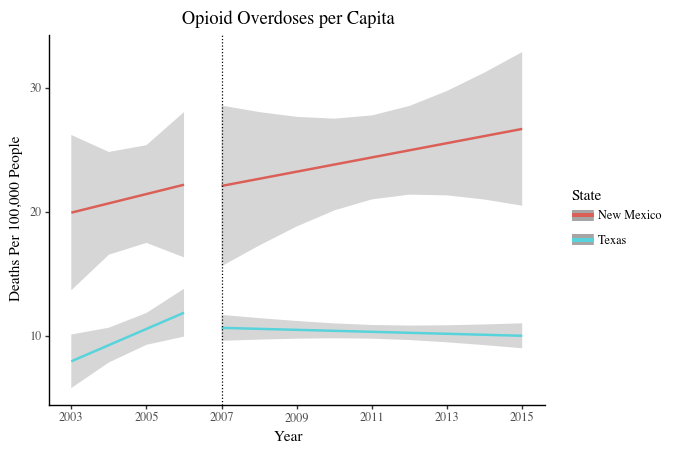 Opioid Overdoses per Capita
Deaths Per 100,000 People
30
20
10
2003 2005 2007 2009 2011 2013 2015
Year
State
New Mexico
Texas